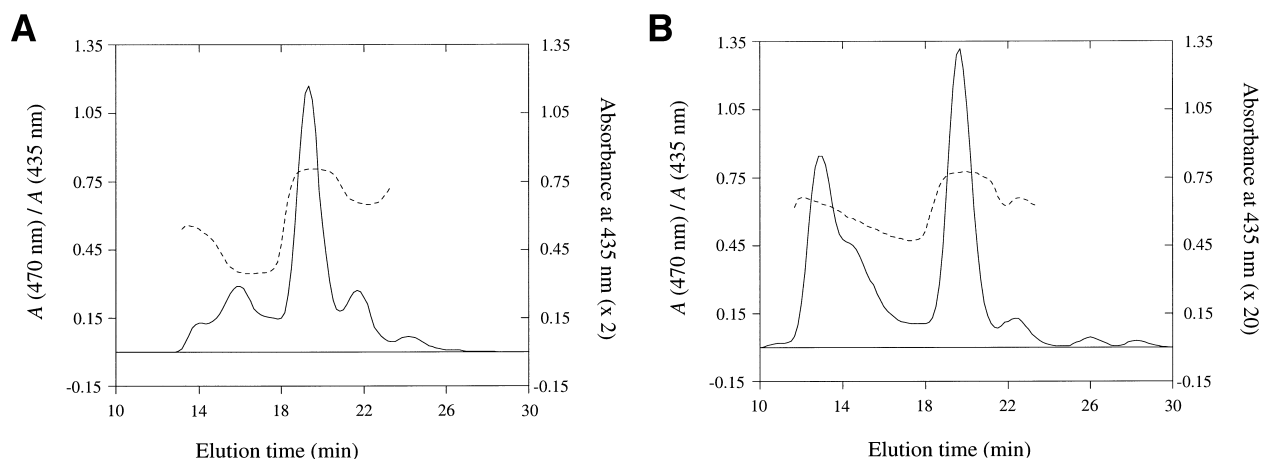 A
1.35
1.05
0.75
0.45
0.15
-0.15
A (470 nm) / A (435 nm)
10 14 18 22 26 30
Elution time (min)
1.35
1.05
0.75
0.45
0.15
-0.15
Absorbance at 435 nm (x 2)
B
1.35
1.05
0.75
0.45
0.15
-0.15
A (470 nm) / A (435 nm)
10 14 18 22 26 30
Elution time (min)
1.35
1.05
0.75
0.45
0.15
-0.15
Absorbance at 435 nm (x 20)